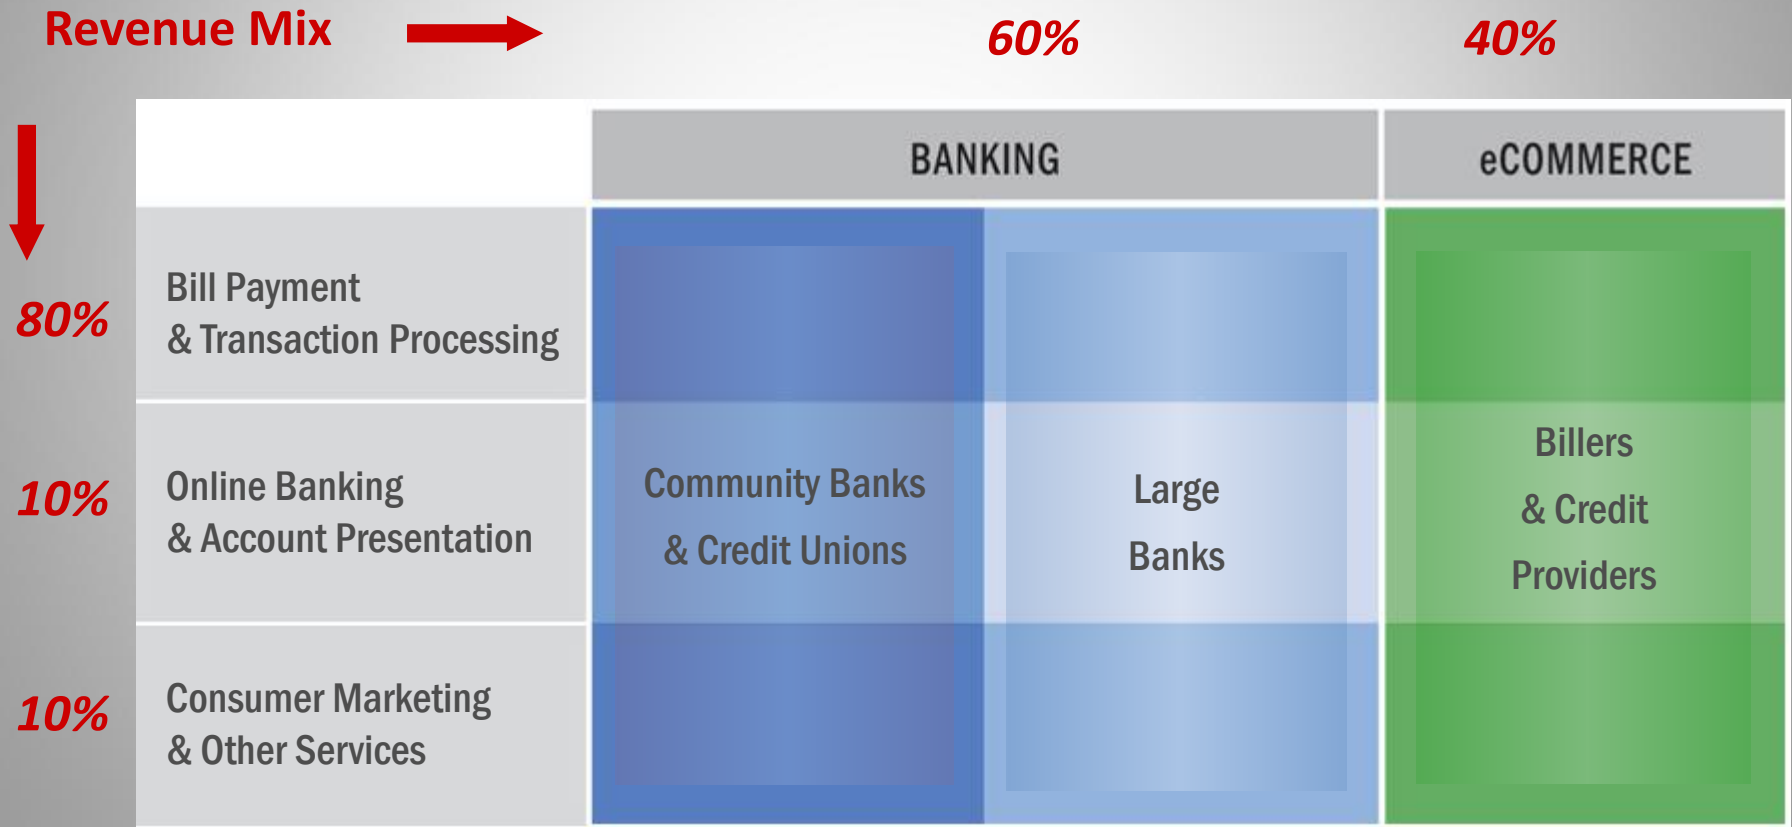 Revenue Mix
60%
40%
BANKING
eCOMMERCE
80%
Bill Payment
& Transaction Processing
10%
Online Banking
& Account Presentation
Community Banks
& Credit Unions
Large
Banks
Billers
& Credit
Providers
10%
Consumer Marketing
& Other Services